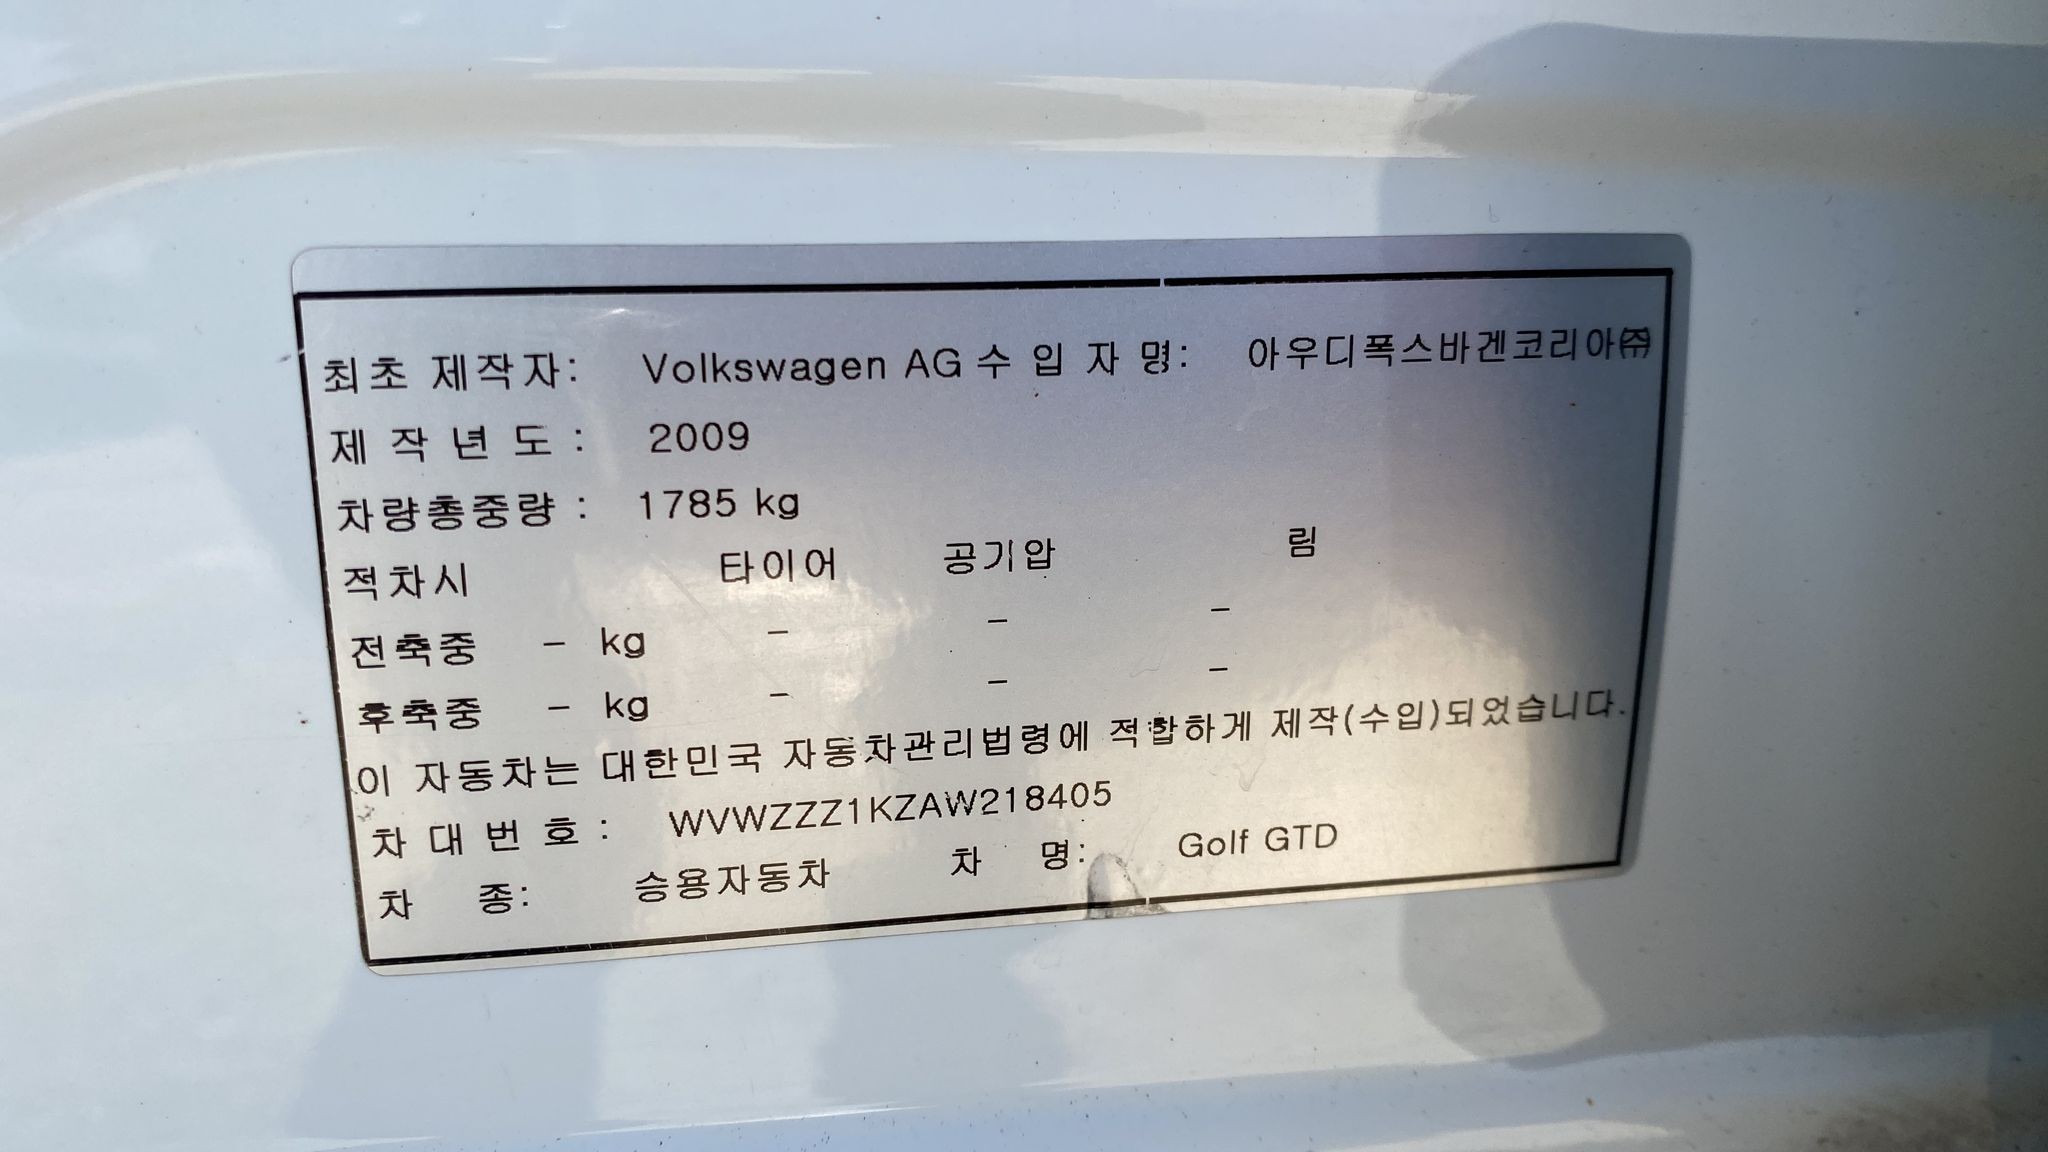 최초 제작자: Volkswagen AG 수 입 자 명: 아우디폭스바겐코리아㈜
제 작 년 도 : 2009
차량총중량 : 1785 kg
적차시 타이어 공기압 림
전축중 - kg - - -
후축중 - kg - - -
이 자동차는 대한민국 자동차관리법령에 적합하게 제작(수입)되었습니다.
차 대 번 호 : WVWZZZ1KZAW218405
차 종: 승용자동차 차 명: Golf GTD